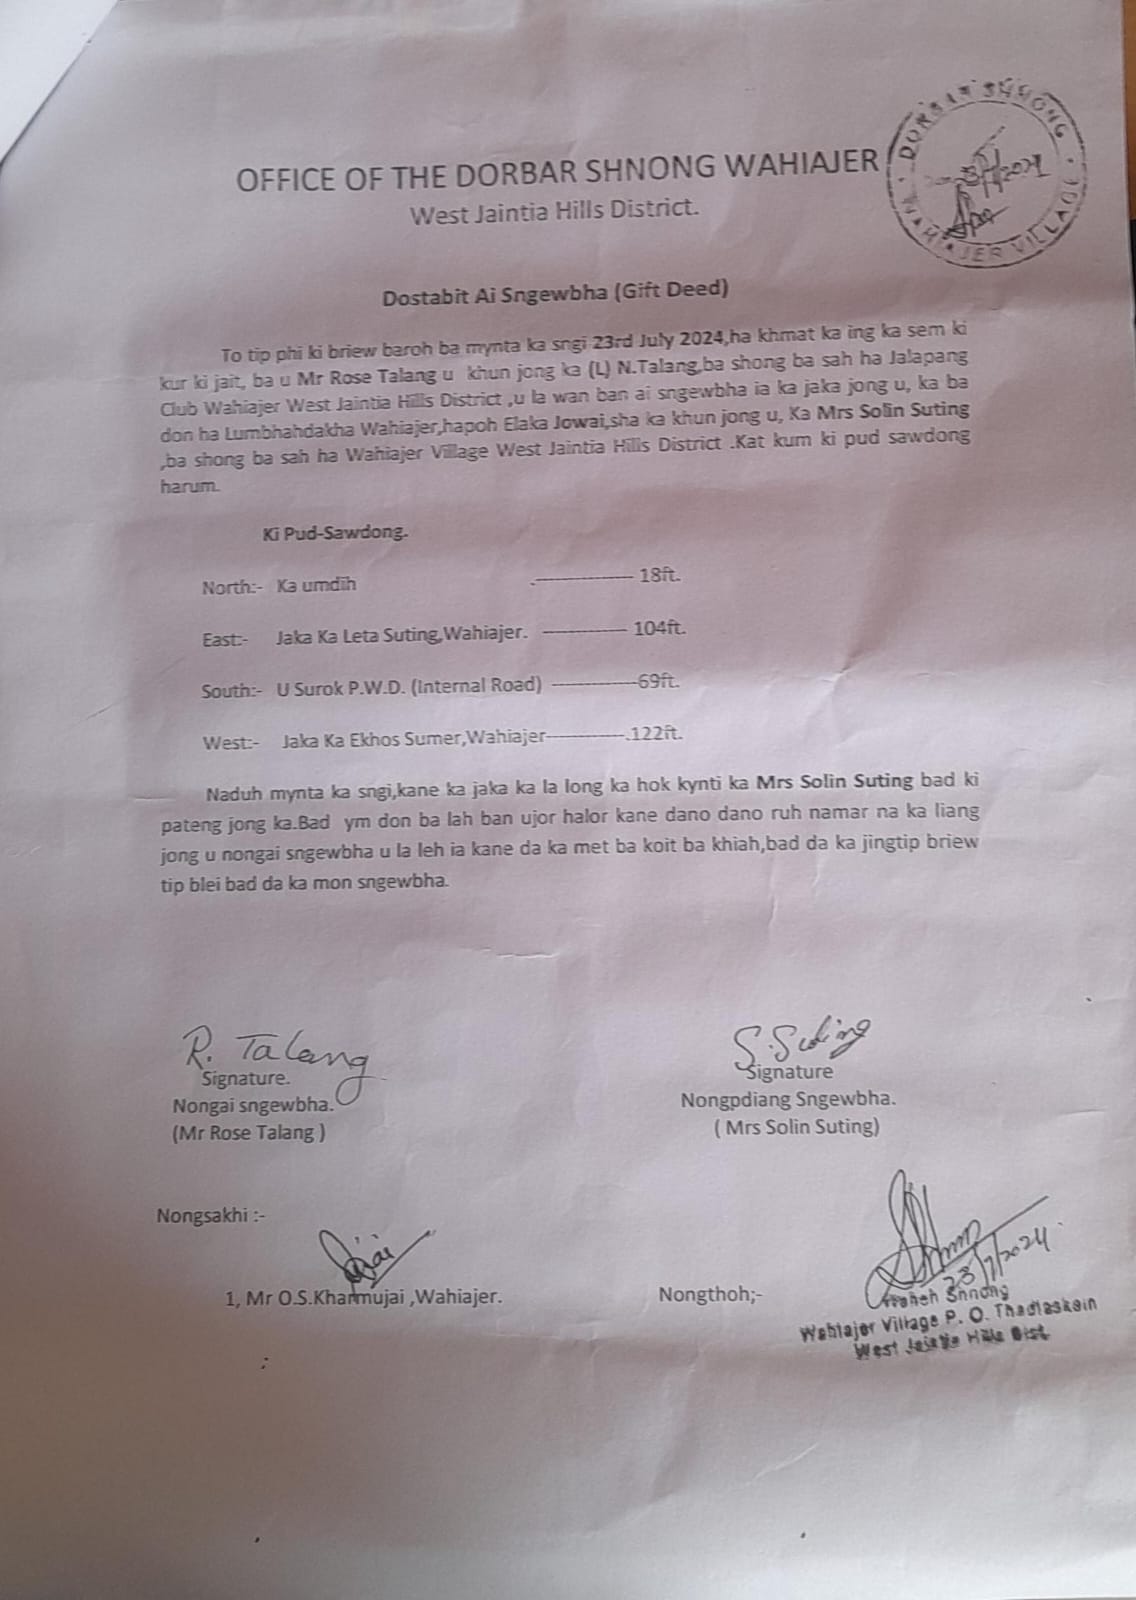 DORBAR SHNONG
WAHIAJER VILLAGE
OFFICE OF THE DORBAR SHNONG WAHIAJER
West Jaintia Hills District.
Dostabit Ai Sngewbha (Gift Deed)
To tip phi ki briew baroh ba mynta ka sngi 23rd July 2024,ha khmat ka ing ka sem ki
kur ki jait, ba u Mr Rose Talang u khun jong ka (L) N.Talang,ba shong ba sah ha Jalapang
Club Wahiajer West Jaintia Hills District ,u la wan ban ai sngewbha ia ka jaka jong u, ka ba
don ha Lumbhahdakha Wahiajer,hapoh Elaka Jowai,sha ka khun jong u, Ka Mrs Solin Suting
,ba shong ba sah ha Wahiajer Village West Jaintia Hills District .Kat kum ki pud sawdong
harum.
Ki Pud-Sawdong.
North:- Ka umdih .---------------- 18ft.
East:- Jaka Ka Leta Suting,Wahiajer. -------------- 104ft.
South:- U Surok P.W.D. (Internal Road) --------------69ft.
West:- Jaka Ka Ekhos Sumer,Wahiajer-------------.122ft.
Naduh mynta ka sngi,kane ka jaka ka la long ka hok kynti ka Mrs Solin Suting bad ki
pateng jong ka.Bad ym don ba lah ban ujor halor kane dano dano ruh namar na ka liang
jong u nongai sngewbha u la leh ia kane da ka met ba koit ba khiah,bad da ka jingtip briew
tip blei bad da ka mon sngewbha.
R. Talang
Signature.
Nongai sngewbha.
(Mr Rose Talang )
S.Suting
Signature
Nongpdiang Sngewbha.
( Mrs Solin Suting)
Nongsakhi :-
1, Mr O.S.Kharmujai ,Wahiajer.
Nongthoh;-
23/7/2024
Shnong
Wahiajer Village P. O. Thadlaskein
West Jaintia Hills Dist.